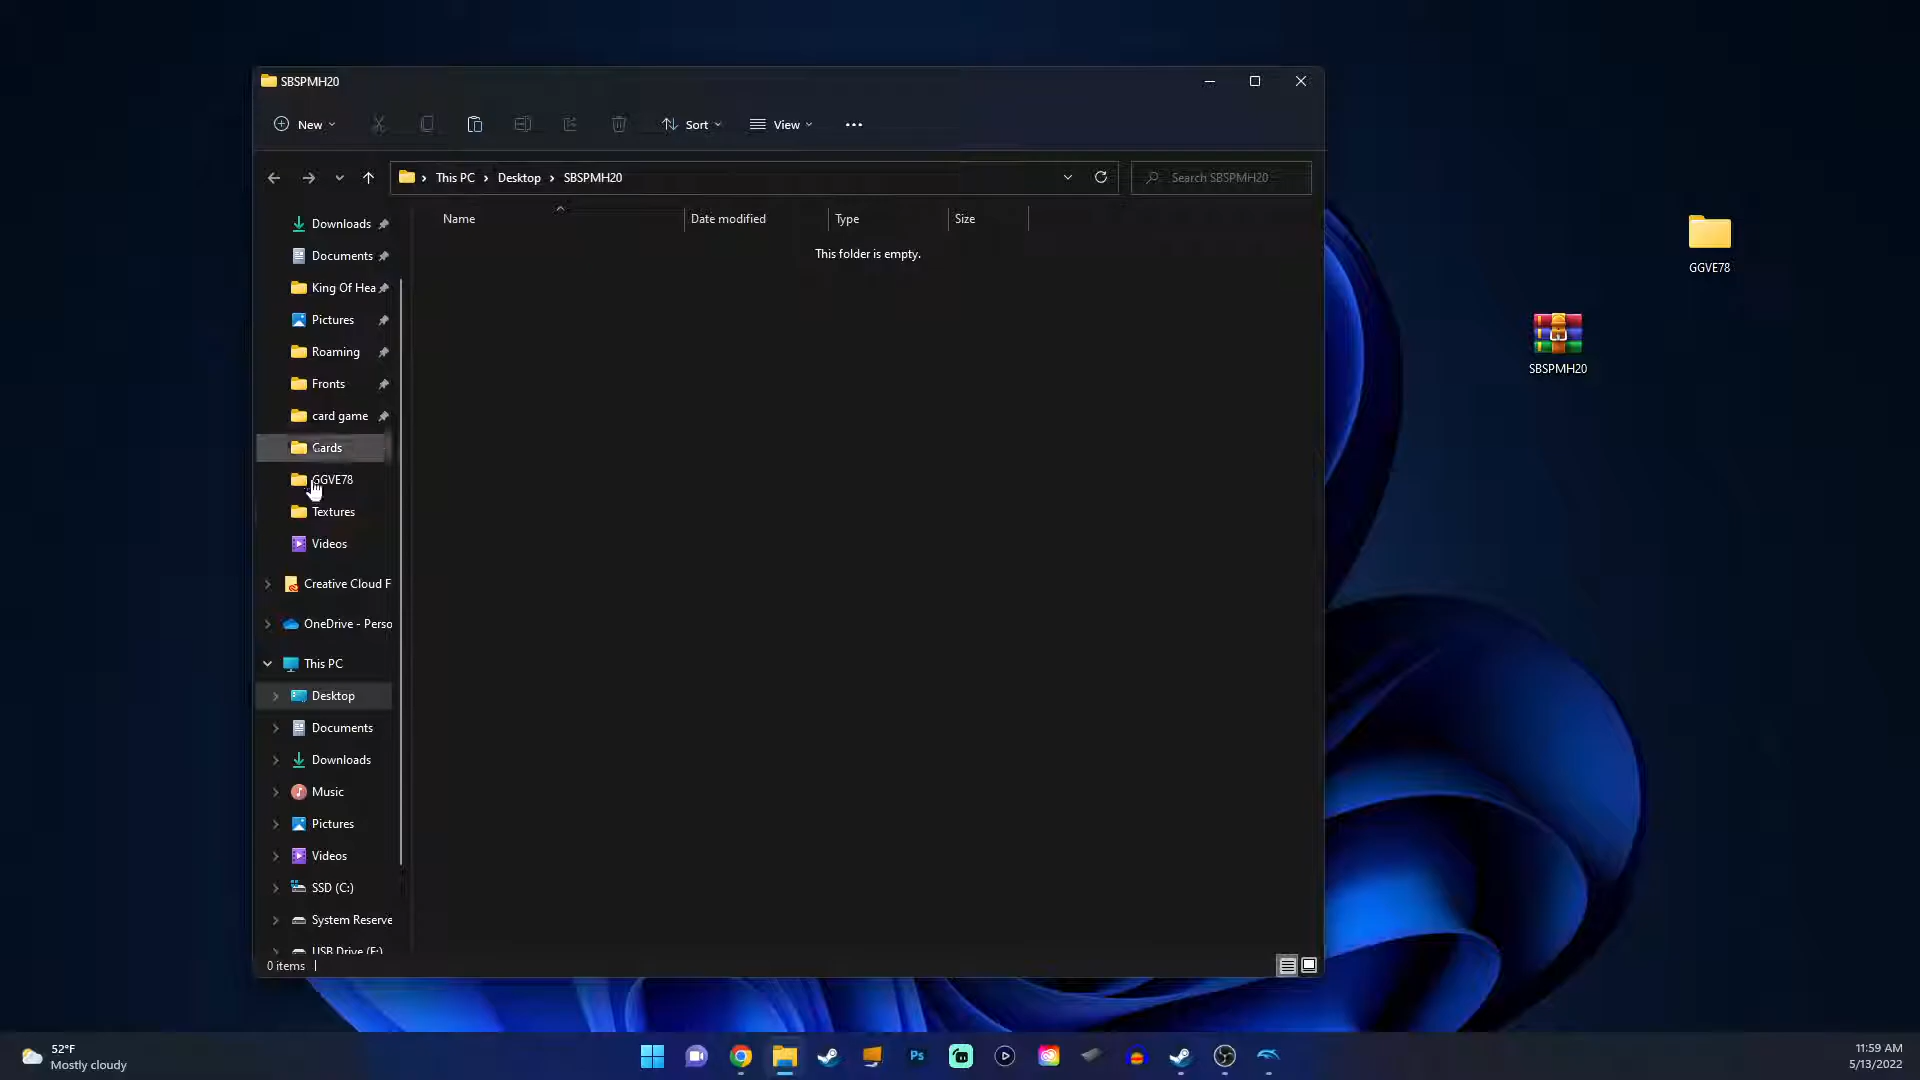 SBSPMH20
New
Sort
View
This PC
Desktop
SBSPMH20
Search SBSPMH20
Name
Date modified
Type
Size
This folder is empty.
Downloads
Documents
King Of Hea
Pictures
Roaming
Fronts
card game
Cards
GGVE78
Textures
Videos
Creative Cloud F
OneDrive - Perso
This PC
Desktop
Documents
Downloads
Music
Pictures
Videos
SSD (C:)
System Reserve
USB Drive (F:)
0 items
GGVE78
SBSPMH20
52°F
Mostly cloudy
Ps
11:59 AM
5/13/2022